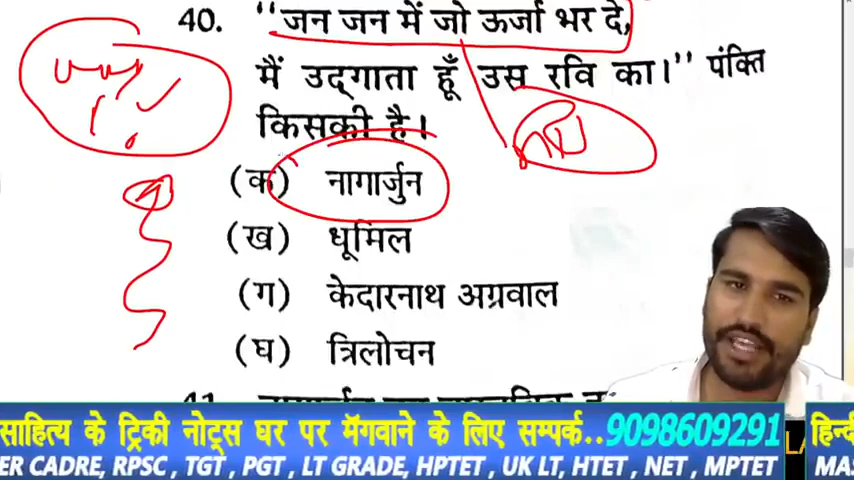 40. "जन जन में जो ऊर्जा भर दे,
मैं उद्‌गाता हूँ उस रवि का।" पंक्ति
किसकी है।
(क) नागार्जुन
(ख) धूमिल
(ग) केदारनाथ अग्रवाल
(घ) त्रिलोचन
41.
साहित्य के ट्रिकी नोट्स घर पर मॅगवाने के लिए सम्पर्क..9098609291 हिन्दी
ER CADRE, RPSC , TGT , PGT , LT GRADE, HPTET , UK LT, HTET , NET , MPTET